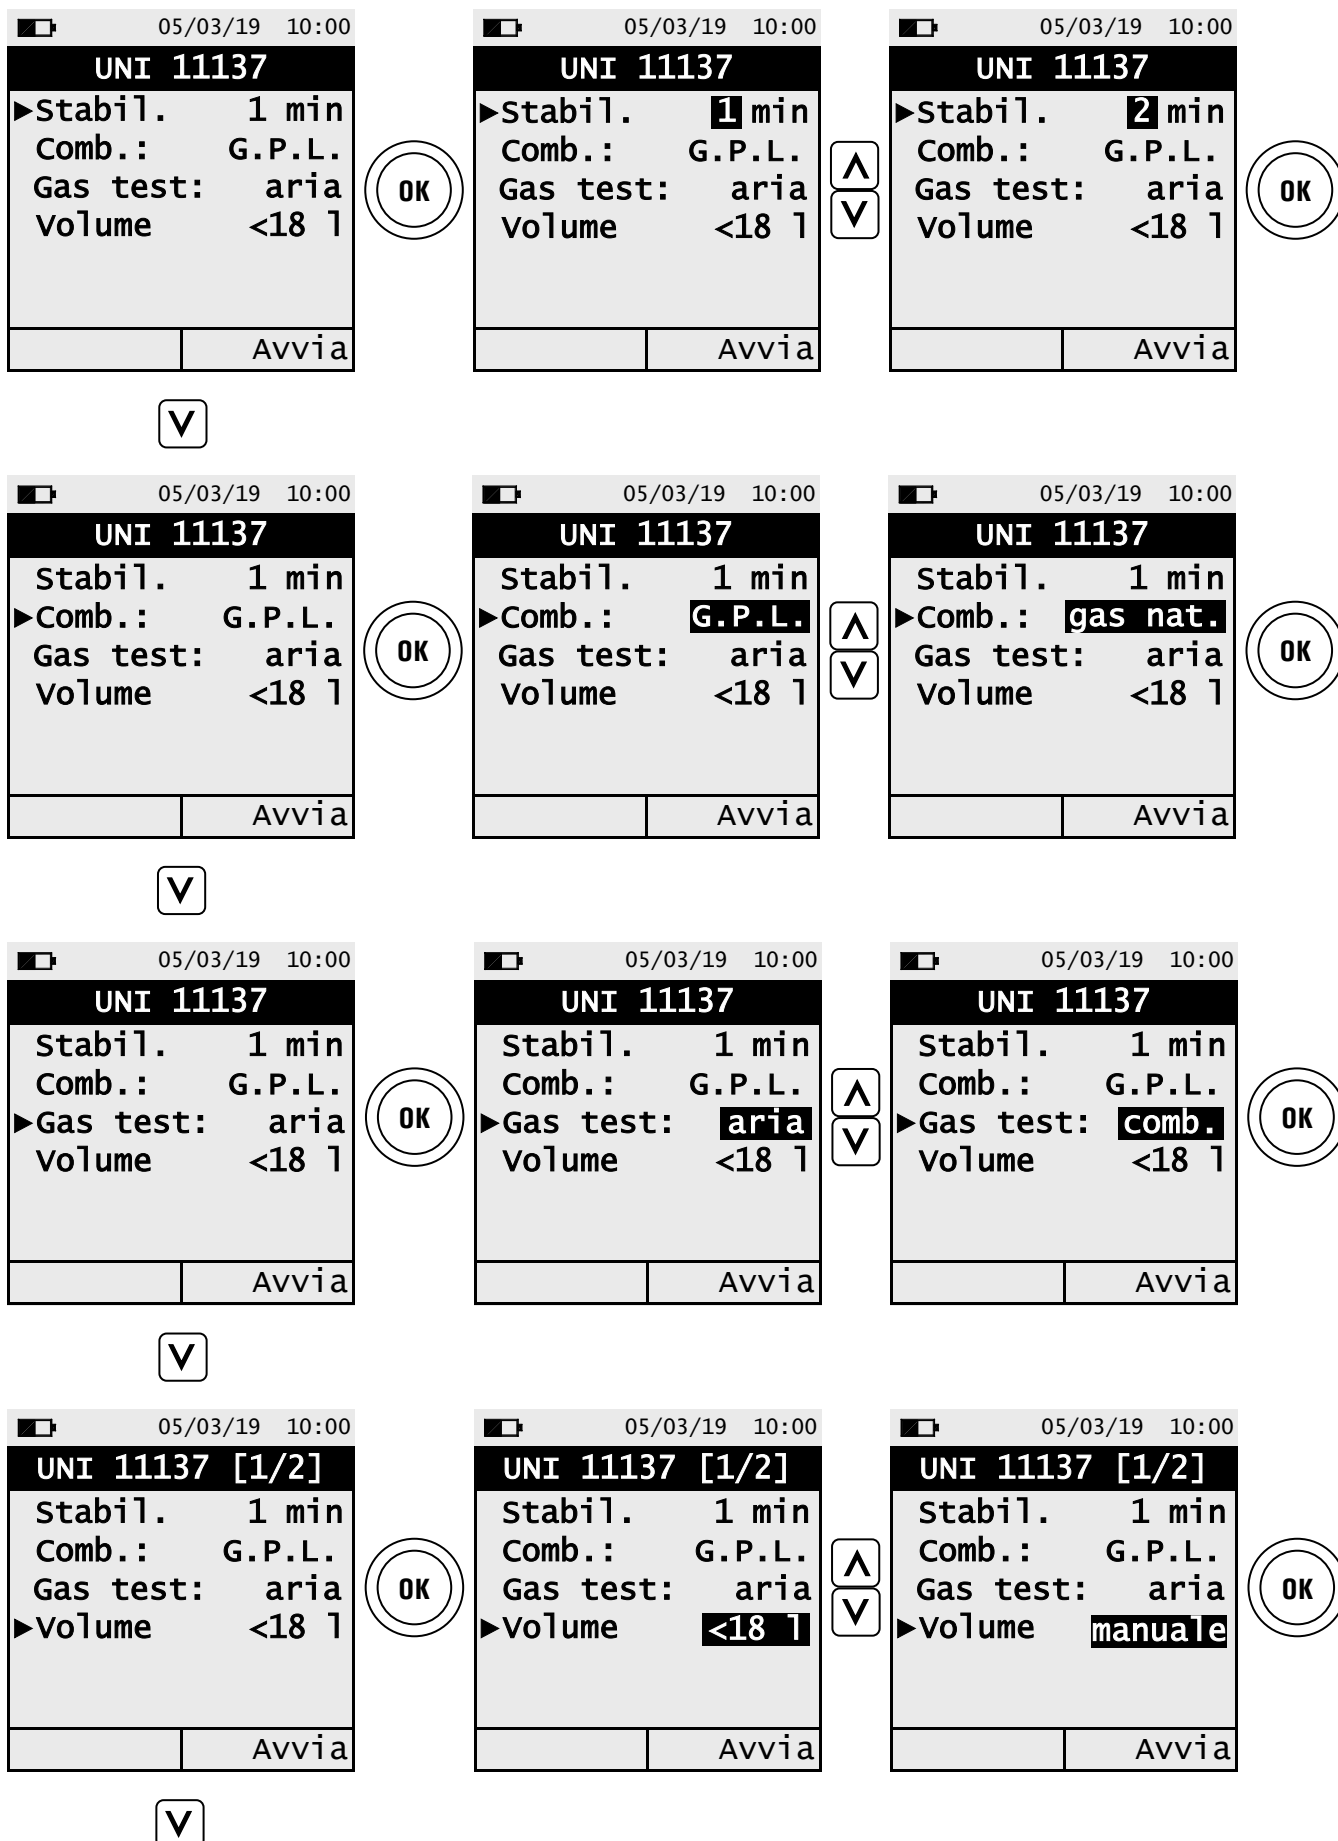 05/03/19 10:00
UNI 11137
▶Stabil. 1 min
Comb.: G.P.L.
Gas test: aria
Volume <18 l
Avvia
OK
05/03/19 10:00
UNI 11137
▶Stabil. 1 min
Comb.: G.P.L.
Gas test: aria
Volume <18 l
Avvia
05/03/19 10:00
UNI 11137
▶Stabil. 2 min
Comb.: G.P.L.
Gas test: aria
Volume <18 l
Avvia
OK
05/03/19 10:00
UNI 11137
Stabil. 1 min
▶Comb.: G.P.L.
Gas test: aria
Volume <18 l
Avvia
OK
05/03/19 10:00
UNI 11137
Stabil. 1 min
▶Comb.: G.P.L.
Gas test: aria
Volume <18 l
Avvia
05/03/19 10:00
UNI 11137
Stabil. 1 min
▶Comb.: gas nat.
Gas test: aria
Volume <18 l
Avvia
OK
05/03/19 10:00
UNI 11137
Stabil. 1 min
Comb.: G.P.L.
▶Gas test: aria
Volume <18 l
Avvia
OK
05/03/19 10:00
UNI 11137
Stabil. 1 min
Comb.: G.P.L.
▶Gas test: aria
Volume <18 l
Avvia
05/03/19 10:00
UNI 11137
Stabil. 1 min
Comb.: G.P.L.
▶Gas test: comb.
Volume <18 l
Avvia
OK
05/03/19 10:00
UNI 11137 [1/2]
Stabil. 1 min
Comb.: G.P.L.
Gas test: aria
▶Volume <18 l
Avvia
OK
05/03/19 10:00
UNI 11137 [1/2]
Stabil. 1 min
Comb.: G.P.L.
Gas test: aria
▶Volume <18 l
Avvia
05/03/19 10:00
UNI 11137 [1/2]
Stabil. 1 min
Comb.: G.P.L.
Gas test: aria
▶Volume manuale
Avvia
OK